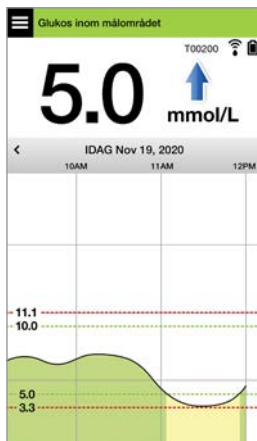 Glukos inom målområdet
T00200
5.0
mmol/L
< IDAG Nov 19, 2020
10AM 11AM 12PM
11.1
10.0
5.0
3.3